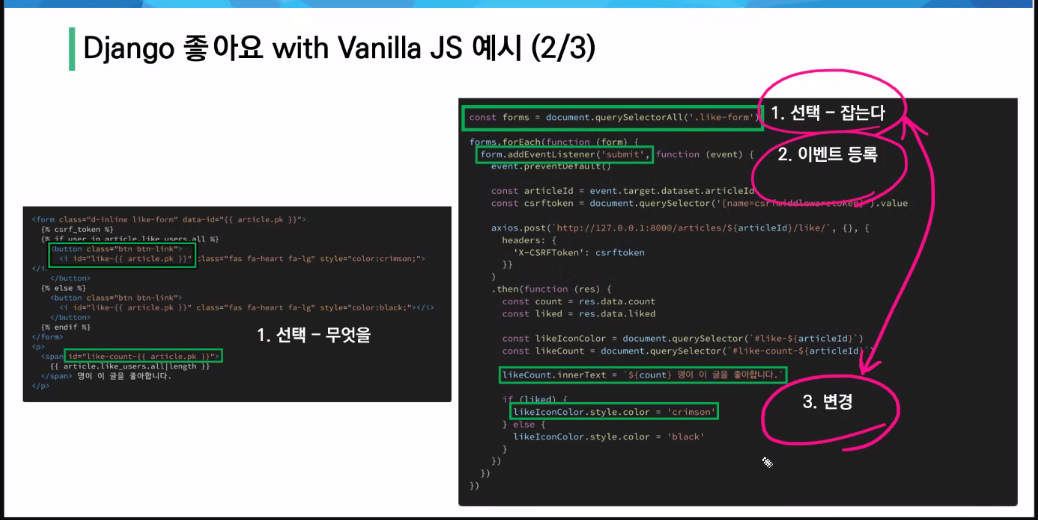 Django 좋아요 with Vanilla JS 예시 (2/3)
<form class="d-inline like-form" data-id="{{ article.pk }}">
{% csrf_token %}
{% if user in article.like_users.all %}
<button class="btn btn-link">
<i id="like-{{ article.pk }}" class="fas fa-heart fa-lg" style="color:crimson;">
</i
</button>
{% else %}
<button class="btn btn-link">
<i id="like-{{ article.pk }}" class="fas fa-heart fa-lg" style="color:black;"></i>
</button>
{% endif %}
</form>
<p>
<span id="like-count-{{ article.pk }}">
{{ article.like_users.all|length }}
</span> 명이 이 글을 좋아합니다.
</p>
1. 선택 – 무엇을
const forms = document.querySelectorAll('.like-form')
1. 선택 – 잡는다
forms.forEach(function (form) {
form.addEventListener('submit', function (event) {
2. 이벤트 등록
event.preventDefault()
const articleId = event.target.dataset.articleId
const csrftoken = document.querySelector('[name=csrfmiddlewaretoken]').value
axios.post(`http://127.0.0.1:8000/articles/${articleId}/like/`, {}, {
headers: {
'X-CSRFToken': csrftoken
}}
)
.then(function (res) {
const count = res.data.count
const liked = res.data.liked
const likeIconColor = document.querySelector(`#like-${articleId}`)
const likeCount = document.querySelector(`#like-count-${articleId}`)
likeCount.innerText = `${count} 명이 이 글을 좋아합니다.`
if (liked) {
3. 변경
likeIconColor.style.color = 'crimson'
} else {
likeIconColor.style.color = 'black'
}
})
})
})